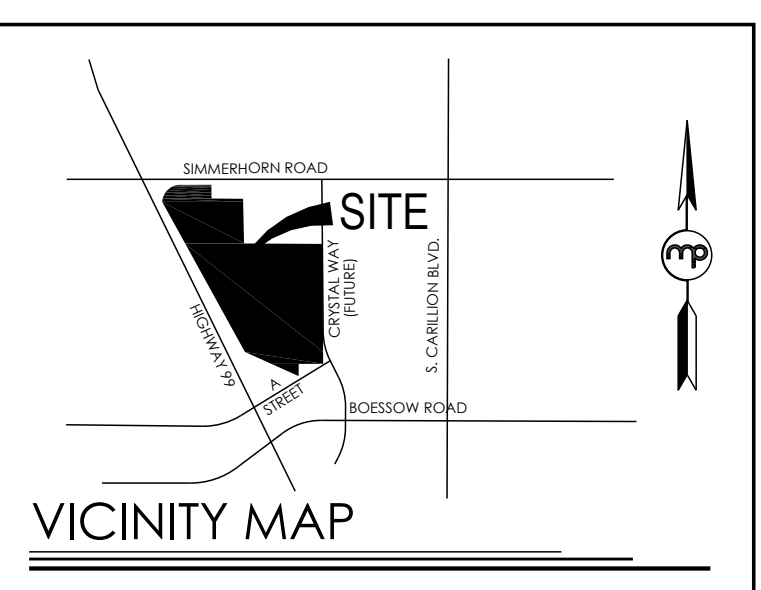 SIMMERHORN ROAD
SITE
CRYSTAL WAY
(FUTURE)
S. CARILLION BLVD.
HIGHWAY 99
A
STREET
BOESSOW ROAD
mp
VICINITY MAP